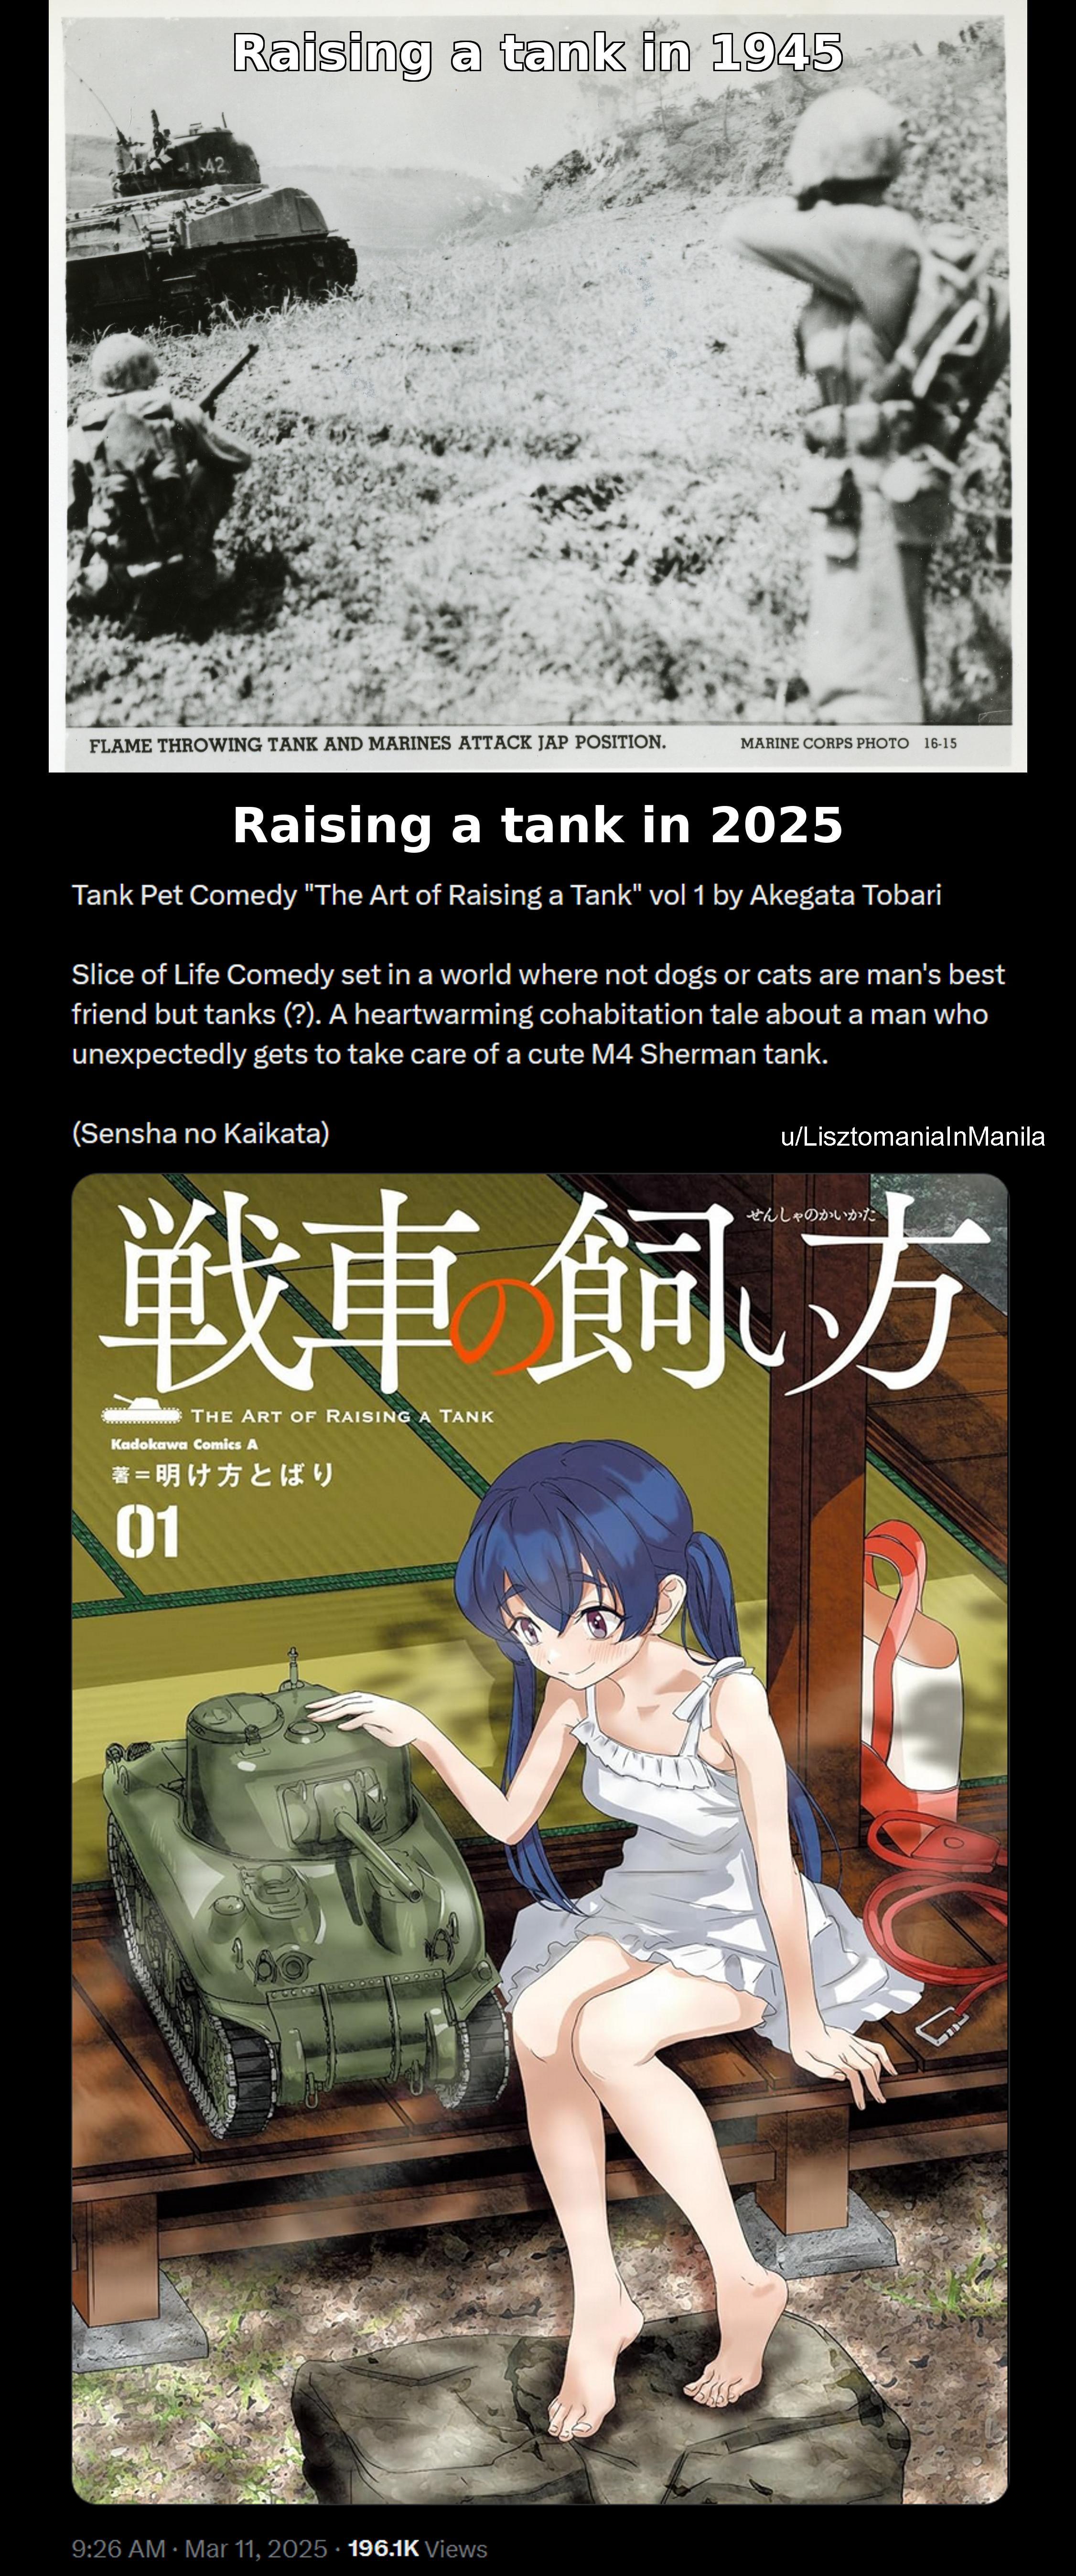 Raising a tank in 1945
42
FLAME THROWING TANK AND MARINES ATTACK JAP POSITION.
MARINE CORPS PHOTO 16-15
Raising a tank in 2025
Tank Pet Comedy "The Art of Raising a Tank" vol 1 by Akegata Tobari
Slice of Life Comedy set in a world where not dogs or cats are man's best
friend but tanks (?). A heartwarming cohabitation tale about a man who
unexpectedly gets to take care of a cute M4 Sherman tank.
(Sensha no Kaikata)
u/LisztomaniaInManila
せんしゃのかいかた
戦車の飼い方
THE ART OF RAISING A TANK
Kadokawa Comics A
著=明け方とばり
01
9:26 AM · Mar 11, 2025 · 196.1K Views